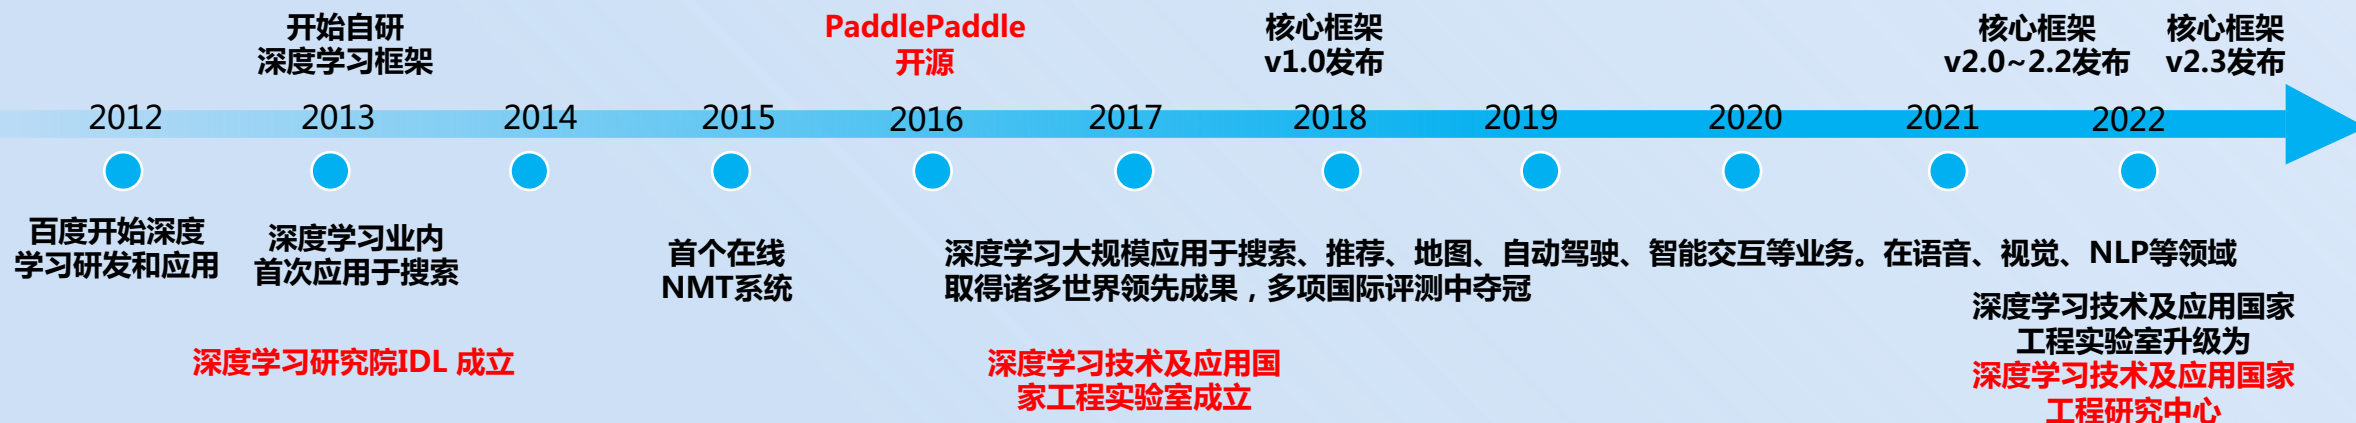 开始自研
深度学习框架
PaddlePaddle
开源
核心框架
v1.0发布
核心框架
v2.0~2.2发布
核心框架
v2.3发布
2012
2013
2014
2015
2016
2017
2018
2019
2020
2021
2022
百度开始深度
学习研发和应用
深度学习业内
首次应用于搜索
首个在线
NMT系统
深度学习大规模应用于搜索、推荐、地图、自动驾驶、智能交互等业务。在语音、视觉、NLP等领域
取得诸多世界领先成果，多项国际评测中夺冠
深度学习研究院IDL 成立
深度学习技术及应用国
家工程实验室成立
深度学习技术及应用国家
工程实验室升级为
深度学习技术及应用国家
工程研究中心